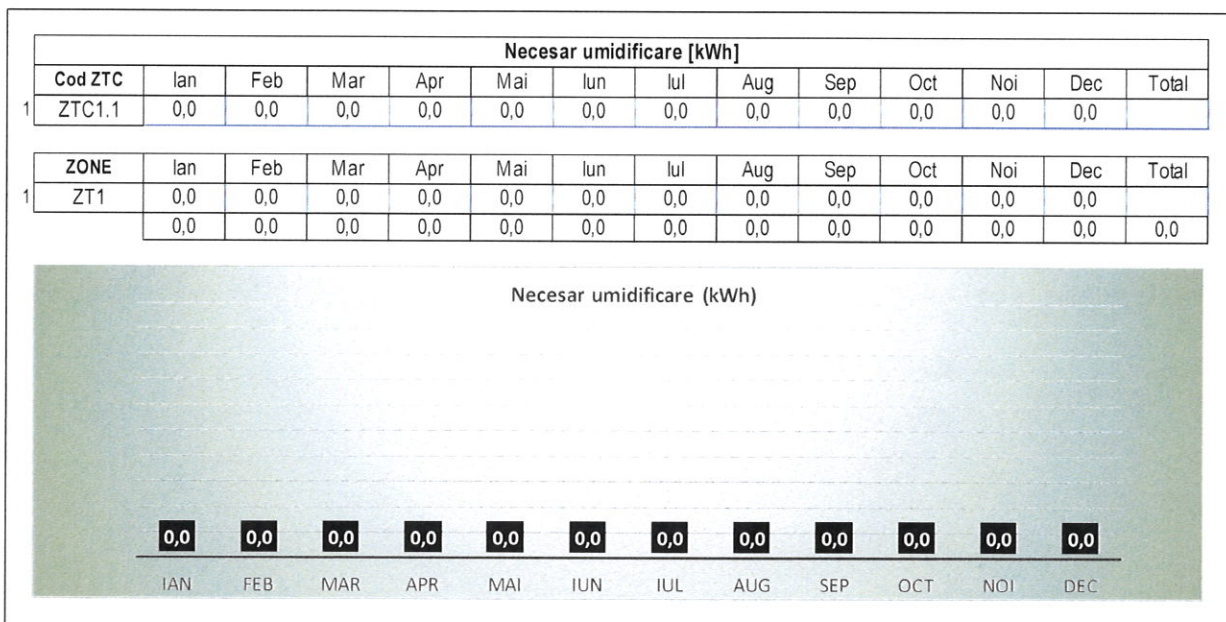 Necesar umidificare [kWh]
Cod ZTC Ian Feb Mar Apr Mai Iun Iul Aug Sep Oct Noi Dec Total
1 ZTC1.1 0,0 0,0 0,0 0,0 0,0 0,0 0,0 0,0 0,0 0,0 0,0 0,0
ZONE Ian Feb Mar Apr Mai Iun Iul Aug Sep Oct Noi Dec Total
1 ZT1 0,0 0,0 0,0 0,0 0,0 0,0 0,0 0,0 0,0 0,0 0,0 0,0
0,0 0,0 0,0 0,0 0,0 0,0 0,0 0,0 0,0 0,0 0,0 0,0 0,0
Necesar umidificare (kWh)
0,0 0,0 0,0 0,0 0,0 0,0 0,0 0,0 0,0 0,0 0,0 0,0
IAN FEB MAR APR MAI IUN IUL AUG SEP OCT NOI DEC